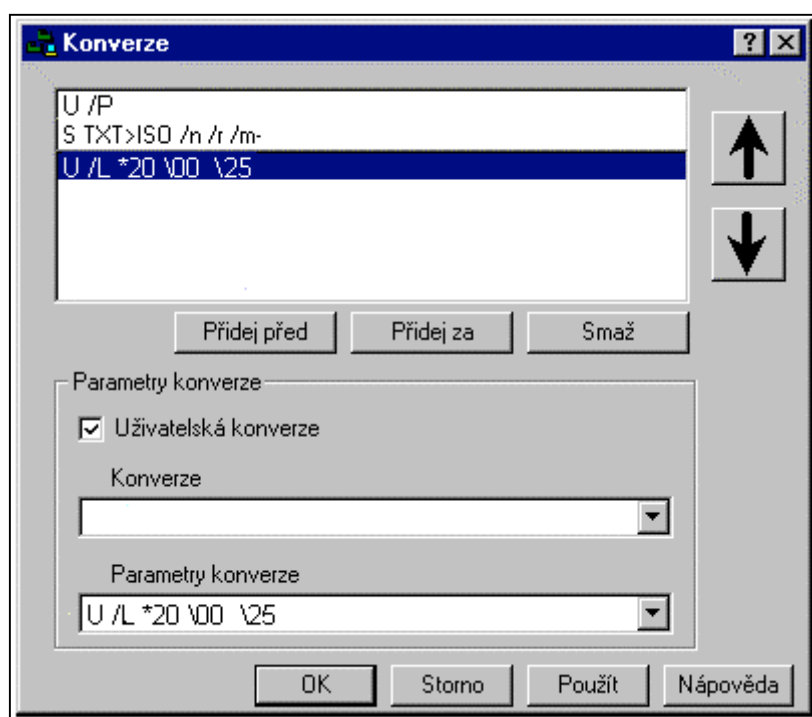 Konverze
U /P
S TXT>ISO /n /r /m-
U /L *20 \00  \25
Přidej před Přidej za Smaž
Parametry konverze
Uživatelská konverze
Konverze
Parametry konverze
U /L *20 \00  \25
OK Storno Použít Nápověda